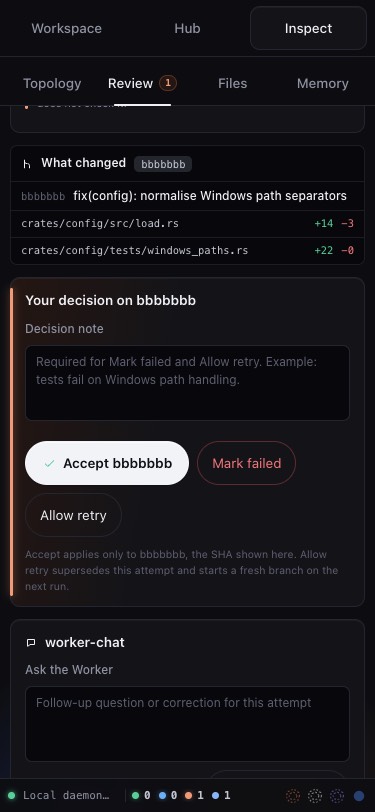 Workspace
Hub
Inspect
Topology
Review 1
Files
Memory
What changed bbbbbbb
bbbbbbb fix(config): normalise Windows path separators
crates/config/src/load.rs +14 −3
crates/config/tests/windows_paths.rs +22 −0
Your decision on bbbbbbb
Decision note
Required for Mark failed and Allow retry. Example:
tests fail on Windows path handling.
Accept bbbbbbb
Mark failed
Allow retry
Accept applies only to bbbbbbb, the SHA shown here. Allow
retry supersedes this attempt and starts a fresh branch on the
next run.
worker-chat
Ask the Worker
Follow-up question or correction for this attempt
Local daemon… 0 0 1 1